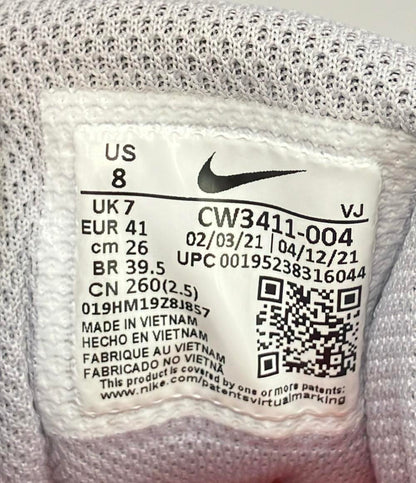 US
8
UK 7
EUR 41
cm 26
BR 39.5
CN 260(2.5)
VJ
CW3411-004
02/03/21 | 04/12/21
UPC 00195238316044
019HM19Z8J8S7
MADE IN VIETNAM
HECHO EN VIETNAM
FABRIQUE AU VIETNAM
FABRICADO NO VIETNÃ
This product is covered by one or more patents:
www.nike.com/patentsvirtualmarking